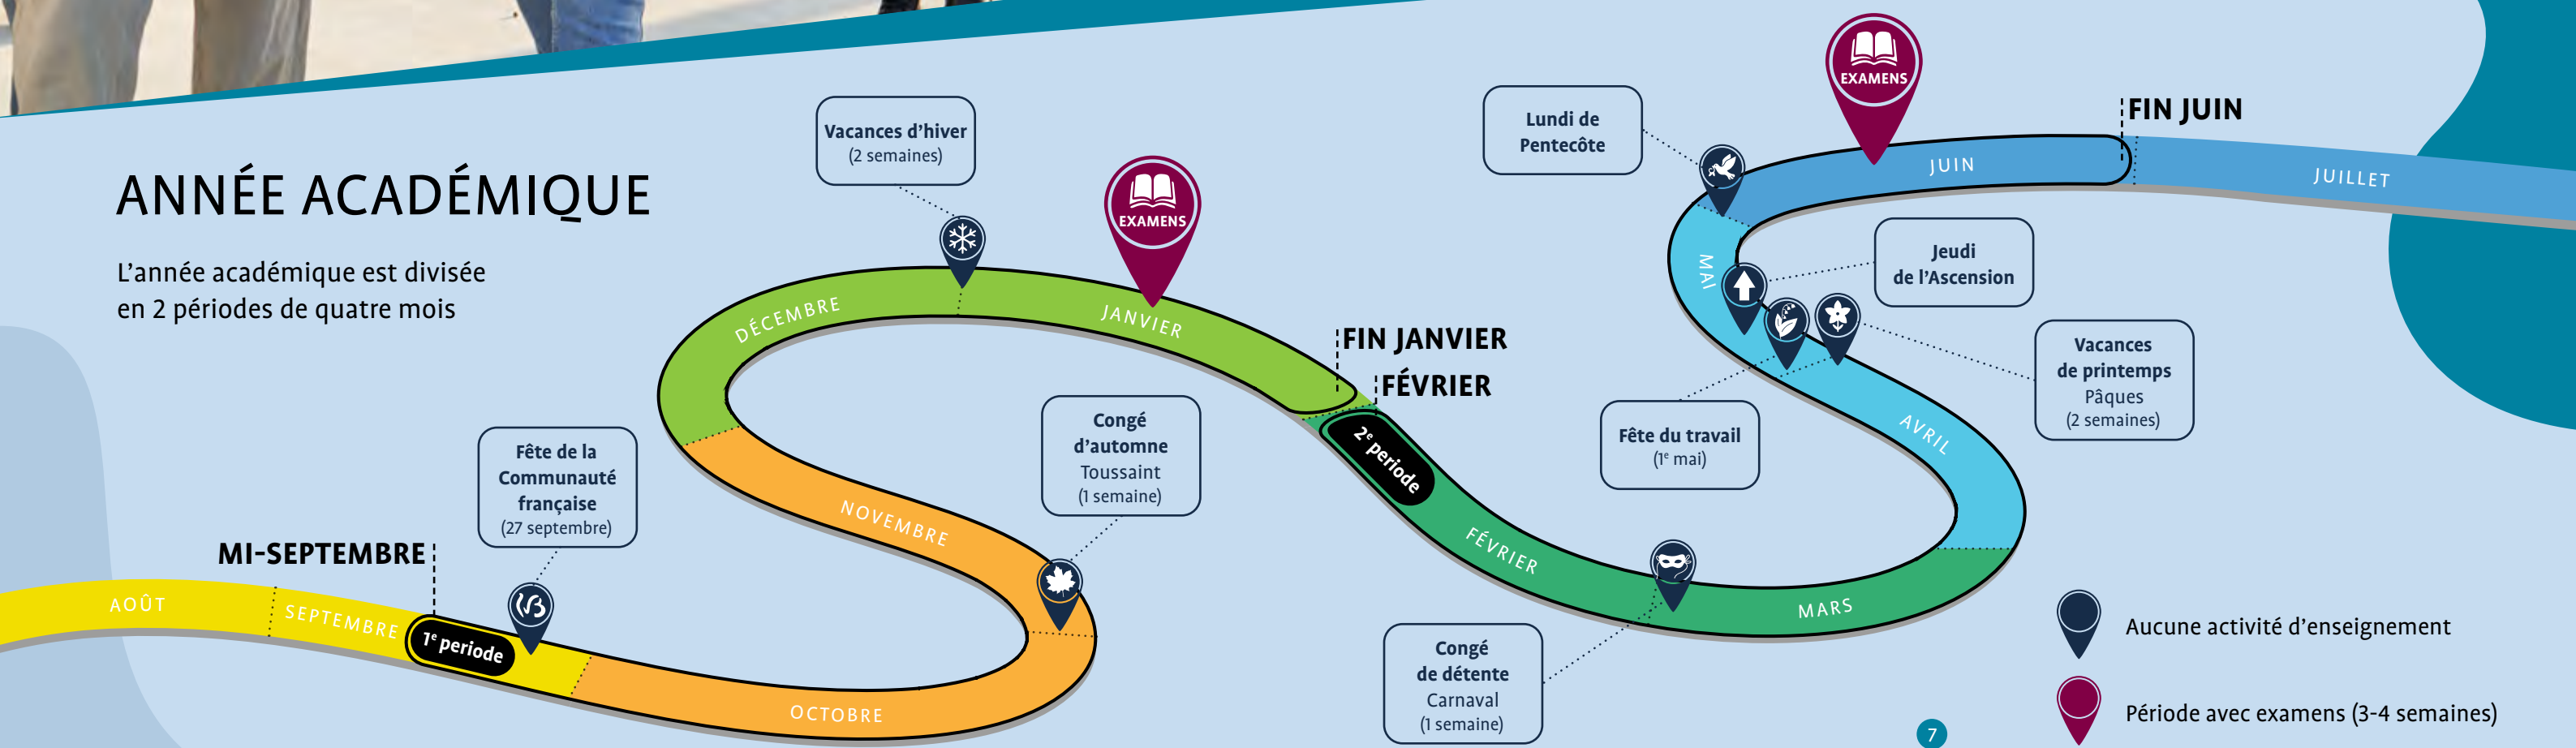 ANNÉE ACADÉMIQUE
L'année académique est divisée
en 2 périodes de quatre mois
AOÛT
SEPTEMBRE
MI-SEPTEMBRE
1e periode
Fête de la
Communauté
française
(27 septembre)
OCTOBRE
Congé
d'automne
Toussaint
(1 semaine)
NOVEMBRE
DÉCEMBRE
Vacances d'hiver
(2 semaines)
JANVIER
EXAMENS
FIN JANVIER
FÉVRIER
2e periode
FÉVRIER
Congé
de détente
Carnaval
(1 semaine)
MARS
AVRIL
Vacances
de printemps
Pâques
(2 semaines)
Fête du travail
(1e mai)
Jeudi
de l'Ascension
MAI
Lundi de
Pentecôte
EXAMENS
JUIN
FIN JUIN
JUILLET
Aucune activité d'enseignement
Période avec examens (3-4 semaines)
7